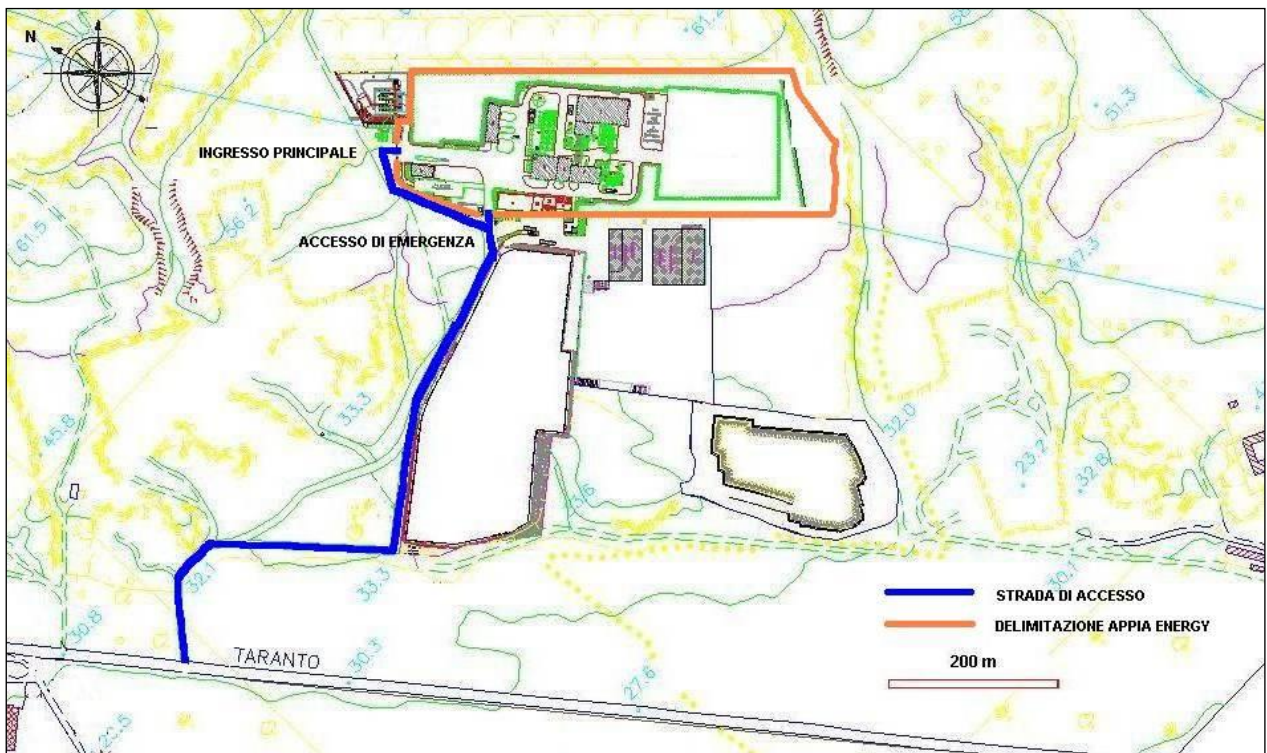 61.2
N
51.3
INGRESSO PRINCIPALE
56.2
61.5
ACCESSO DI EMERGENZA
47.3
33.3
45.8
32.0
23.2
32.8
32.1
33.3
30.1
STRADA DI ACCESSO
30.8
DELIMITAZIONE APPIA ENERGY
TARANTO
30.3
200 m
27.6